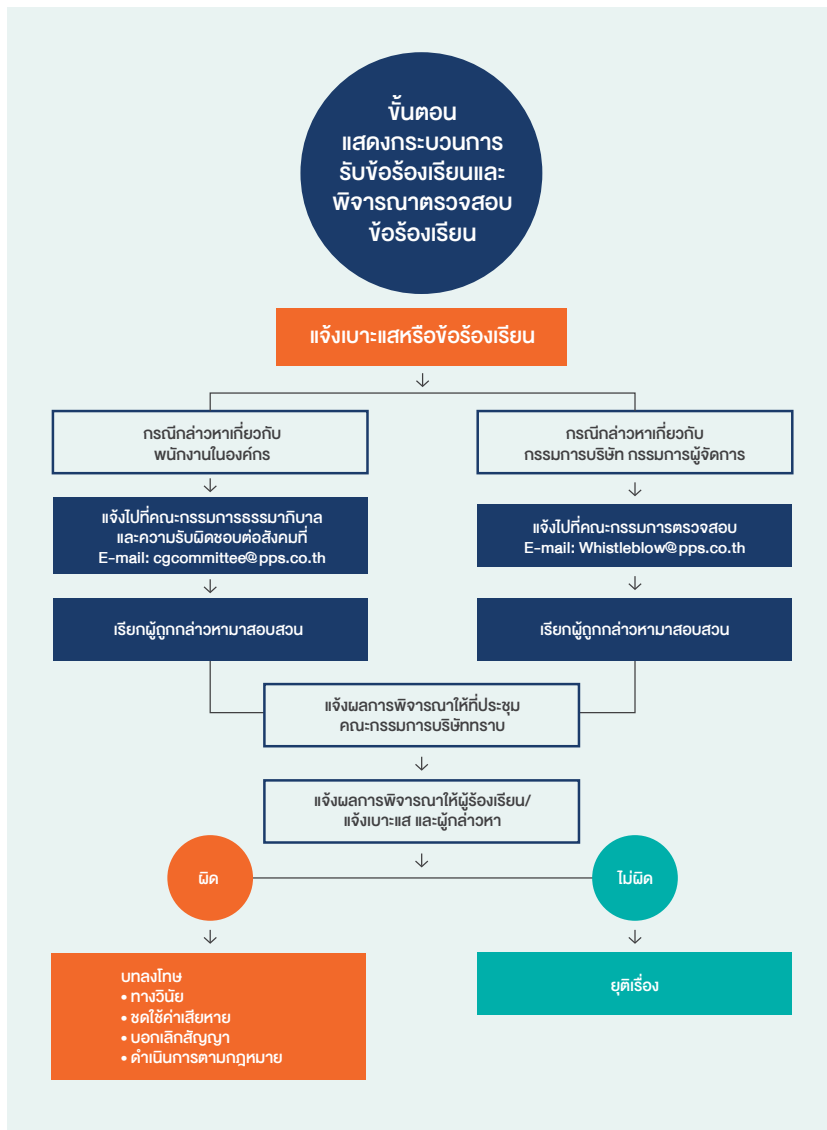 ขั้นตอน
แสดงกระบวนการ
รับข้อร้องเรียนและ
พิจารณาตรวจสอบ
ข้อร้องเรียน
แจ้งเบาะแสหรือข้อร้องเรียน
กรณีกล่าวหาเกี่ยวกับ
พนักงานในองค์กร
กรณีกล่าวหาเกี่ยวกับ
กรรมการบริษัท กรรมการผู้จัดการ
แจ้งไปที่คณะกรรมการธรรมาภิบาล
และความรับผิดชอบต่อสังคมที่
E-mail: cgcommittee@pps.co.th
แจ้งไปที่คณะกรรมการตรวจสอบ
E-mail: Whistleblow@pps.co.th
เรียกผู้ถูกกล่าวหามาสอบสวน
เรียกผู้ถูกกล่าวหามาสอบสวน
แจ้งผลการพิจารณาให้ที่ประชุม
คณะกรรมการบริษัททราบ
แจ้งผลการพิจารณาให้ผู้ร้องเรียน/
แจ้งเบาะแส และผู้กล่าวหา
ผิด
ไม่ผิด
บทลงโทษ
• ทางวินัย
• ชดใช้ค่าเสียหาย
• บอกเลิกสัญญา
• ดำเนินการตามกฎหมาย
ยุติเรื่อง